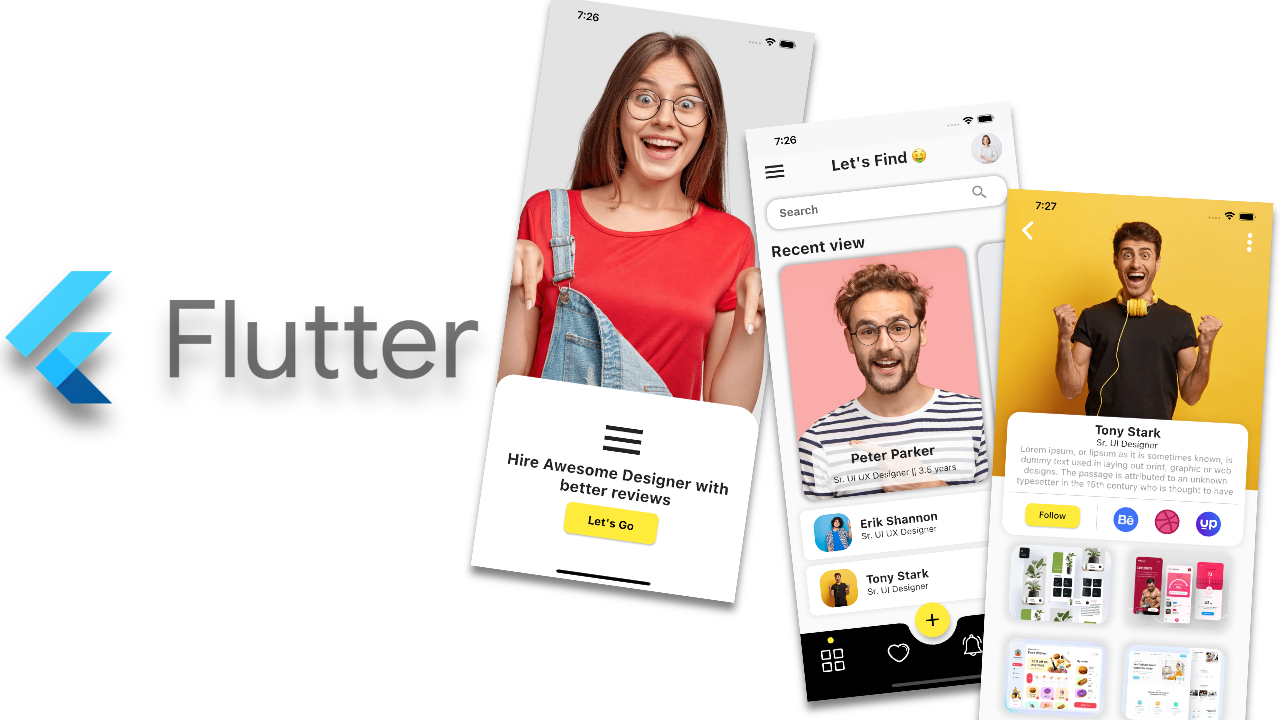 Flutter
7:26
Hire Awesome Designer with
better reviews
Let's Go
7:26
Let's Find 🤑
Search
Recent view
Peter Parker
Sr. UI UX Designer || 3.5 years
Erik Shannon
Sr. UI UX Designer
Tony Stark
Sr. UI Designer
+
7:27
Tony Stark
Sr. UI Designer
Lorem ipsum, or lipsum as it is sometimes known, is
dummy text used in laying out print, graphic or web
designs. The passage is attributed to an unknown
typesetter in the 15th century who is thought to have
Follow
Bē
up